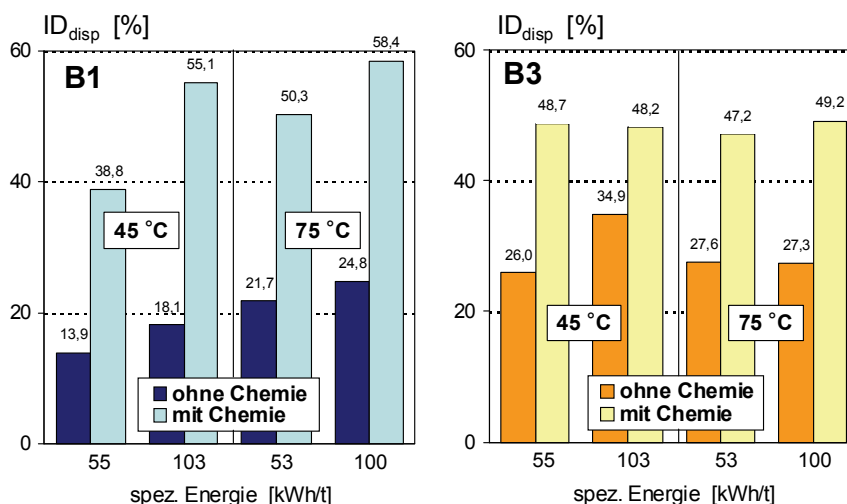 ID_disp [%]
60
B1
58,4
55,1
50,3
40
38,8
45 °C
75 °C
24,8
21,7
20
18,1
13,9
ohne Chemie
mit Chemie
0
55 103 53 100
spez. Energie [kWh/t]
ID_disp [%]
60
B3
48,7 48,2 47,2 49,2
40
34,9
26,0 27,6 27,3
20
45 °C 75 °C
ohne Chemie
mit Chemie
0
55 103 53 100
spez. Energie [kWh/t]